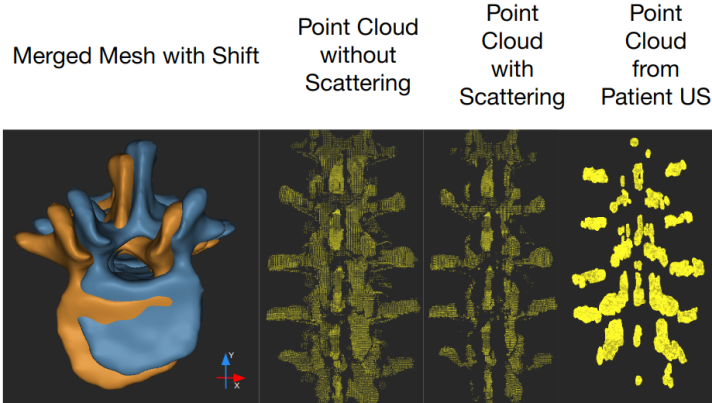 Merged Mesh with Shift
Point Cloud
without
Scattering
Point
Cloud
with
Scattering
Point
Cloud
from
Patient US
Y
X